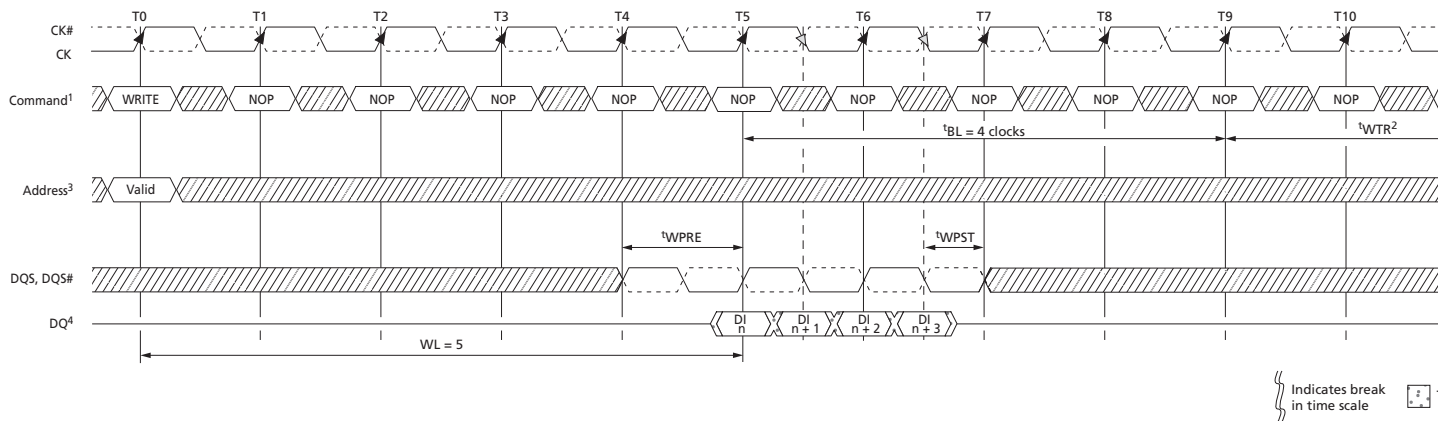 T0 T1 T2 T3 T4 T5 T6 T7 T8 T9 T10
CK#
CK
Command¹ WRITE NOP NOP NOP NOP NOP NOP NOP NOP NOP NOP
ᵗBL = 4 clocks ᵗWTR²
Address³ Valid
ᵗWPRE ᵗWPST
DQS, DQS#
DQ⁴ DI n DI n + 1 DI n + 2 DI n + 3
WL = 5
Indicates break
in time scale